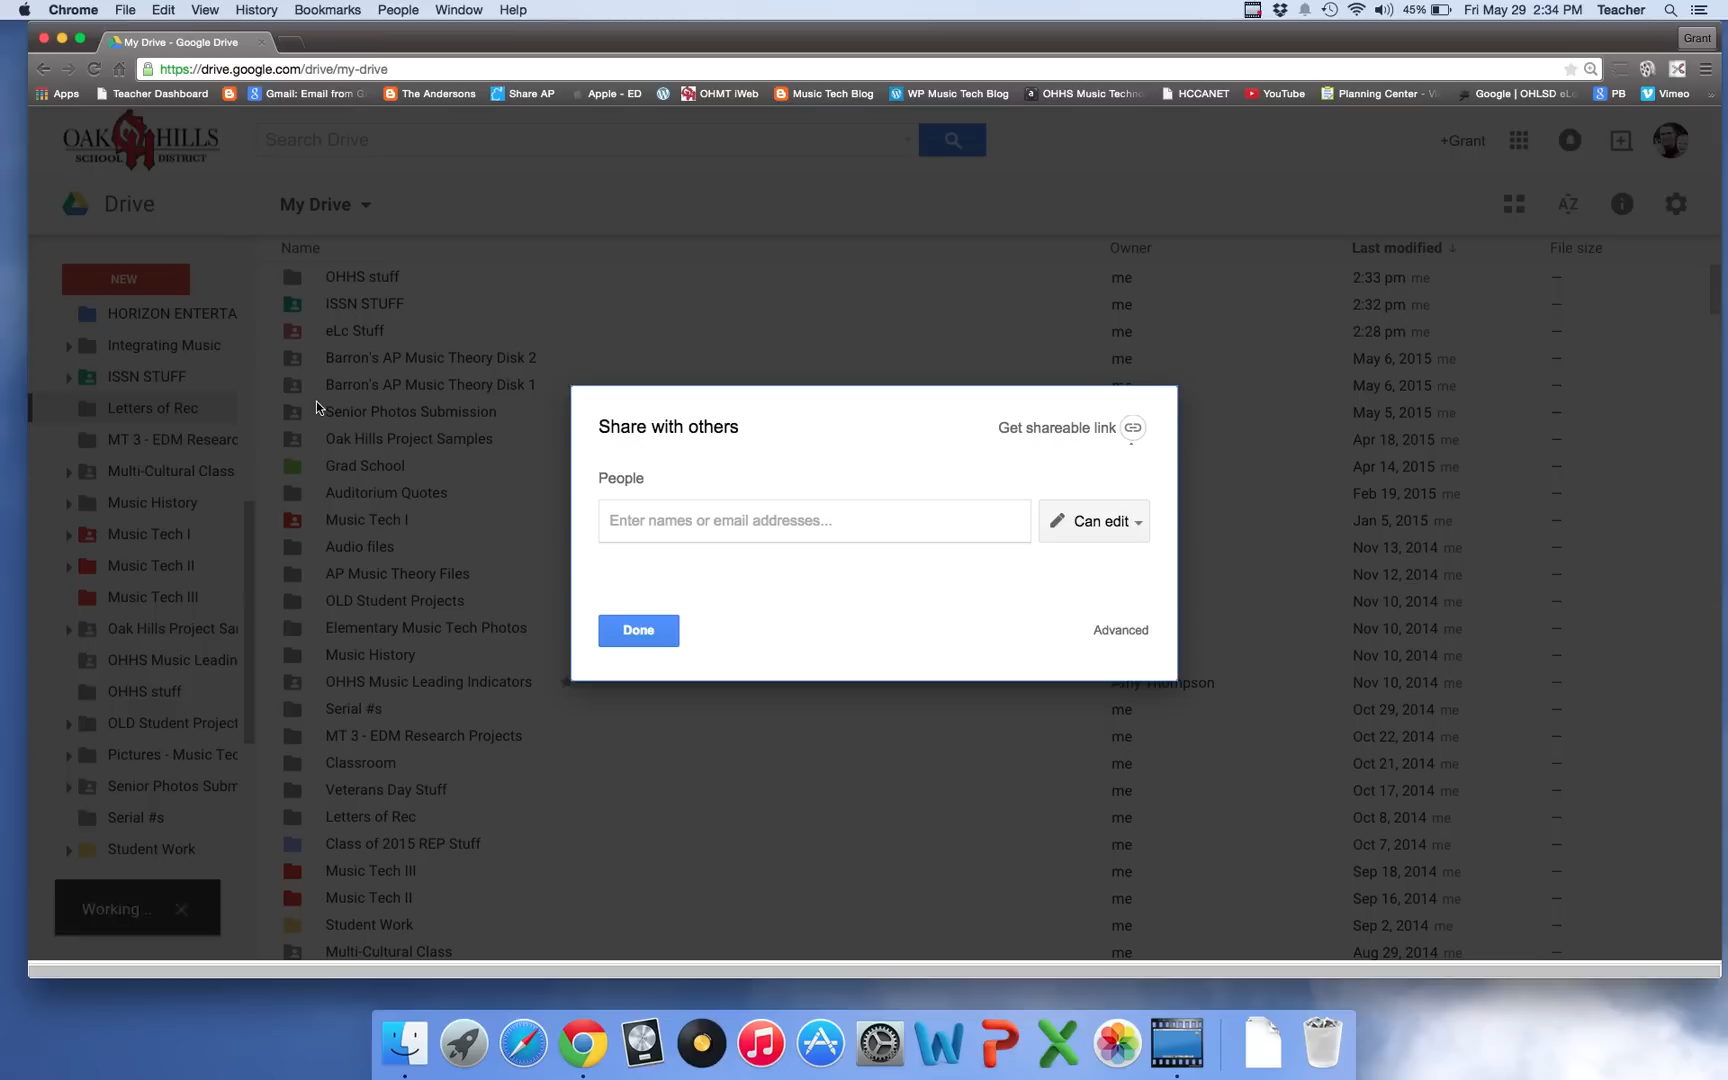 Chrome File Edit View History Bookmarks People Window Help 45% Fri May 29 2:34 PM Teacher
My Drive - Google Drive Grant
https://drive.google.com/drive/my-drive
Apps Teacher Dashboard Gmail: Email from G The Andersons Share AP Apple - ED OHMT iWeb Music Tech Blog WP Music Tech Blog OHHS Music Techno HCCANET YouTube Planning Center - Vi Google | OHLSD eL PB Vimeo »
OAK HILLS
SCHOOL DISTRICT
Search Drive
+Grant
Drive
My Drive
AZ
NEW
HORIZON ENTERTA
Integrating Music
ISSN STUFF
Letters of Rec
MT 3 - EDM Researc
Multi-Cultural Class
Music History
Music Tech I
Music Tech II
Music Tech III
Oak Hills Project Sa
OHHS Music Leadin
OHHS stuff
OLD Student Project
Pictures - Music Tec
Senior Photos Subm
Serial #s
Student Work
Working ..
Name Owner Last modified File size
OHHS stuff me 2:33 pm me –
ISSN STUFF me 2:32 pm me –
eLc Stuff me 2:28 pm me –
Barron's AP Music Theory Disk 2 me May 6, 2015 me –
Barron's AP Music Theory Disk 1 May 6, 2015 me –
Senior Photos Submission May 5, 2015 me –
Oak Hills Project Samples Apr 18, 2015 me –
Grad School Apr 14, 2015 me –
Auditorium Quotes Feb 19, 2015 me –
Music Tech I Jan 5, 2015 me –
Audio files Nov 13, 2014 me –
AP Music Theory Files Nov 12, 2014 me –
OLD Student Projects Nov 10, 2014 me –
Elementary Music Tech Photos Nov 10, 2014 me –
Music History Nov 10, 2014 me –
OHHS Music Leading Indicators Thompson Nov 10, 2014 me –
Serial #s me Oct 29, 2014 me –
MT 3 - EDM Research Projects me Oct 22, 2014 me –
Classroom me Oct 21, 2014 me –
Veterans Day Stuff me Oct 17, 2014 me –
Letters of Rec me Oct 8, 2014 me –
Class of 2015 REP Stuff me Oct 7, 2014 me –
Music Tech III me Sep 18, 2014 me –
Music Tech II me Sep 16, 2014 me –
Student Work me Sep 2, 2014 me –
Multi-Cultural Class me Aug 29, 2014 me –
Share with others Get shareable link
People
Enter names or email addresses... Can edit
Done Advanced